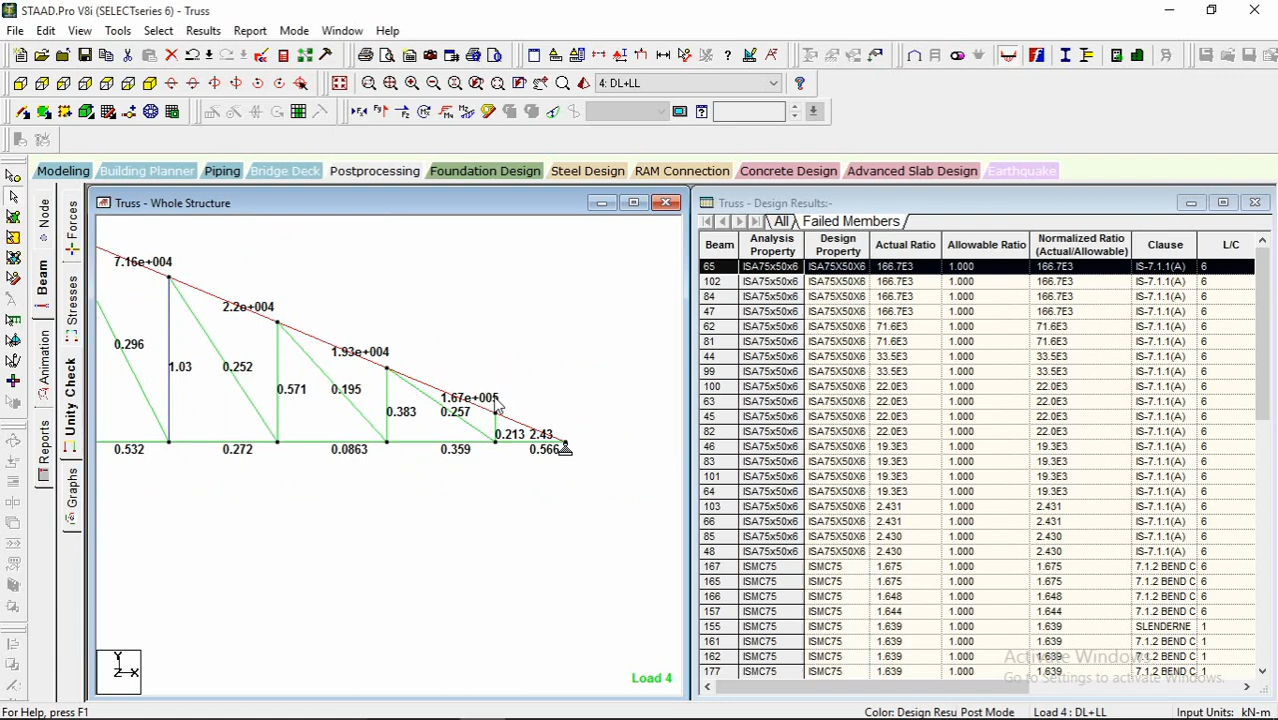 STAAD.Pro V8i (SELECTseries 6) - Truss
File Edit View Tools Select Results Report Mode Window Help
4: DL+LL
Modeling Building Planner Piping Bridge Deck Postprocessing Foundation Design Steel Design RAM Connection Concrete Design Advanced Slab Design Earthquake
Node
Beam
Animation
Reports
Forces
Stresses
Unity Check
Graphs
Truss - Whole Structure
7.16e+004
2.2e+004
0.296
1.03
0.252
1.93e+004
0.571
0.195
1.67e+005
0.383
0.257
0.213 2.43
0.532
0.272
0.0863
0.359
0.566
Y
Z X
Load 4
Truss - Design Results:-
All Failed Members
Beam Analysis Property Design Property Actual Ratio Allowable Ratio Normalized Ratio (Actual/Allowable) Clause L/C
65 ISA75x50x6 ISA75X50X6 166.7E3 1.000 166.7E3 IS-7.1.1(A) 6
102 ISA75x50x6 ISA75X50X6 166.7E3 1.000 166.7E3 IS-7.1.1(A) 6
84 ISA75x50x6 ISA75X50X6 166.7E3 1.000 166.7E3 IS-7.1.1(A) 6
47 ISA75x50x6 ISA75X50X6 166.7E3 1.000 166.7E3 IS-7.1.1(A) 6
62 ISA75x50x6 ISA75X50X6 71.6E3 1.000 71.6E3 IS-7.1.1(A) 6
81 ISA75x50x6 ISA75X50X6 71.6E3 1.000 71.6E3 IS-7.1.1(A) 6
44 ISA75x50x6 ISA75X50X6 33.5E3 1.000 33.5E3 IS-7.1.1(A) 6
99 ISA75x50x6 ISA75X50X6 33.5E3 1.000 33.5E3 IS-7.1.1(A) 6
100 ISA75x50x6 ISA75X50X6 22.0E3 1.000 22.0E3 IS-7.1.1(A) 6
63 ISA75x50x6 ISA75X50X6 22.0E3 1.000 22.0E3 IS-7.1.1(A) 6
45 ISA75x50x6 ISA75X50X6 22.0E3 1.000 22.0E3 IS-7.1.1(A) 6
82 ISA75x50x6 ISA75X50X6 22.0E3 1.000 22.0E3 IS-7.1.1(A) 6
46 ISA75x50x6 ISA75X50X6 19.3E3 1.000 19.3E3 IS-7.1.1(A) 6
83 ISA75x50x6 ISA75X50X6 19.3E3 1.000 19.3E3 IS-7.1.1(A) 6
101 ISA75x50x6 ISA75X50X6 19.3E3 1.000 19.3E3 IS-7.1.1(A) 6
64 ISA75x50x6 ISA75X50X6 19.3E3 1.000 19.3E3 IS-7.1.1(A) 6
103 ISA75x50x6 ISA75X50X6 2.431 1.000 2.431 IS-7.1.1(A) 6
66 ISA75x50x6 ISA75X50X6 2.431 1.000 2.431 IS-7.1.1(A) 6
85 ISA75x50x6 ISA75X50X6 2.430 1.000 2.430 IS-7.1.1(A) 6
48 ISA75x50x6 ISA75X50X6 2.430 1.000 2.430 IS-7.1.1(A) 6
167 ISMC75 ISMC75 1.675 1.000 1.675 7.1.2 BEND C 6
165 ISMC75 ISMC75 1.675 1.000 1.675 7.1.2 BEND C 6
166 ISMC75 ISMC75 1.648 1.000 1.648 7.1.2 BEND C 6
157 ISMC75 ISMC75 1.644 1.000 1.644 7.1.2 BEND C 6
155 ISMC75 ISMC75 1.639 1.000 1.639 SLENDERNE 1
161 ISMC75 ISMC75 1.639 1.000 1.639 7.1.2 BEND C 1
162 ISMC75 ISMC75 1.639 1.000 1.639 7.1.2 BEND C 1
177 ISMC75 ISMC75 1.639 1.000 1.639 7.1.2 BEND C 1
Activate Windows
Go to Settings to activate Windows.
For Help, press F1 Color: Design Resu Post Mode Load 4 : DL+LL Input Units: kN-m